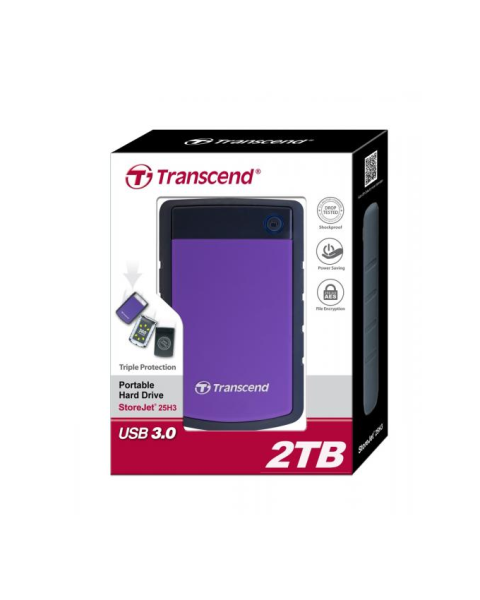 Transcend®
Transcend®
DROP
TESTED
Shockproof
Power Saving
AES
File Encryption
Triple Protection
Portable
Hard Drive
StoreJet® 25H3
USB 3.0
Transcend
2TB
StoreJet® 25H3